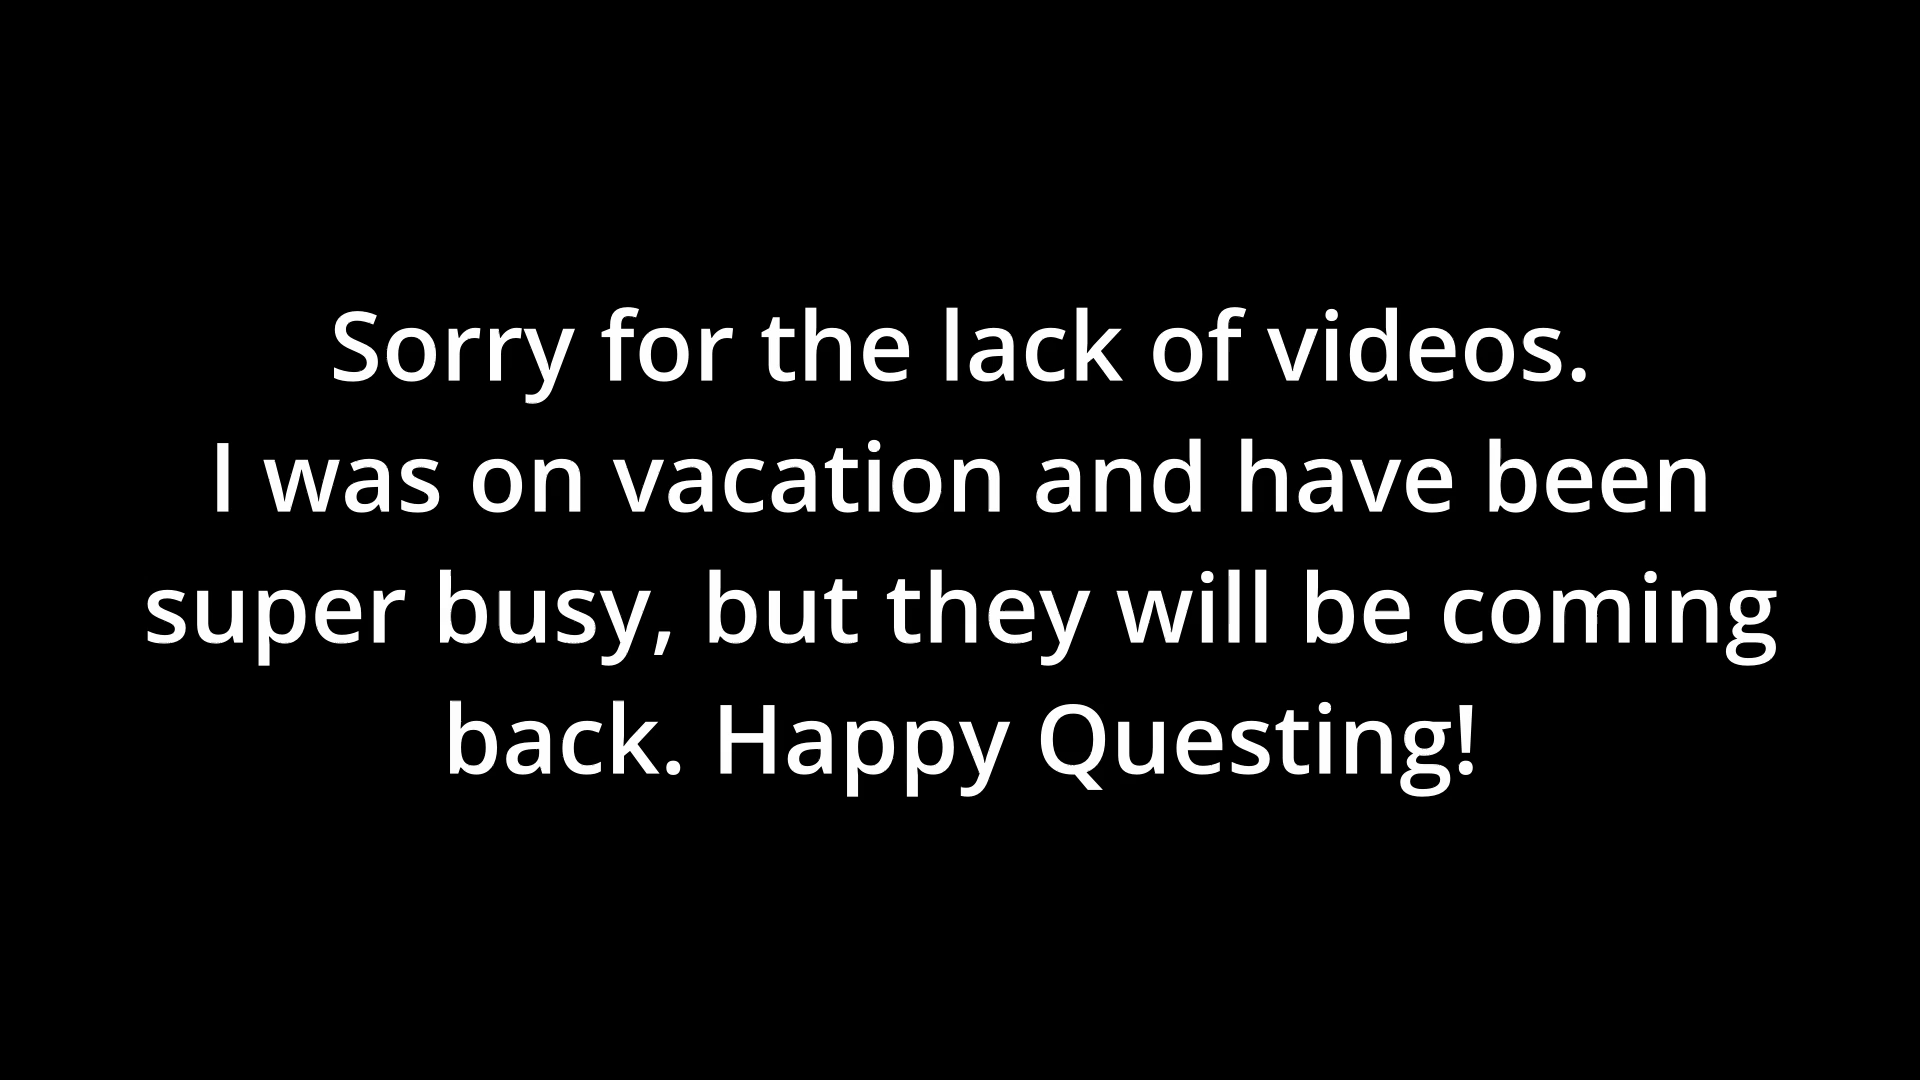 Sorry for the lack of videos.
I was on vacation and have been
super busy, but they will be coming
back. Happy Questing!